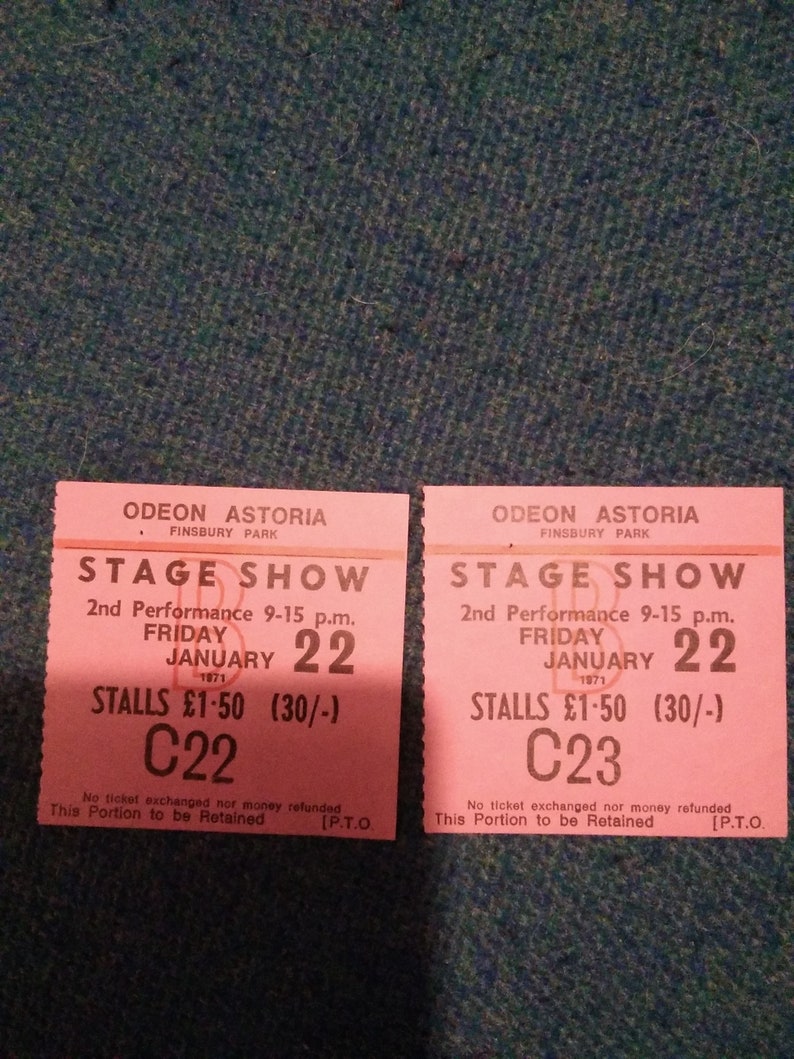 ODEON ASTORIA
FINSBURY PARK
STAGE SHOW
2nd Performance 9-15 p.m.
FRIDAY
JANUARY 22
1971
STALLS £1·50 (30/-)
C22
No ticket exchanged nor money refunded
This Portion to be Retained [P.T.O.
B
ODEON ASTORIA
FINSBURY PARK
STAGE SHOW
2nd Performance 9-15 p.m.
FRIDAY
JANUARY 22
1971
STALLS £1·50 (30/-)
C23
No ticket exchanged nor money refunded
This Portion to be Retained [P.T.O.
B